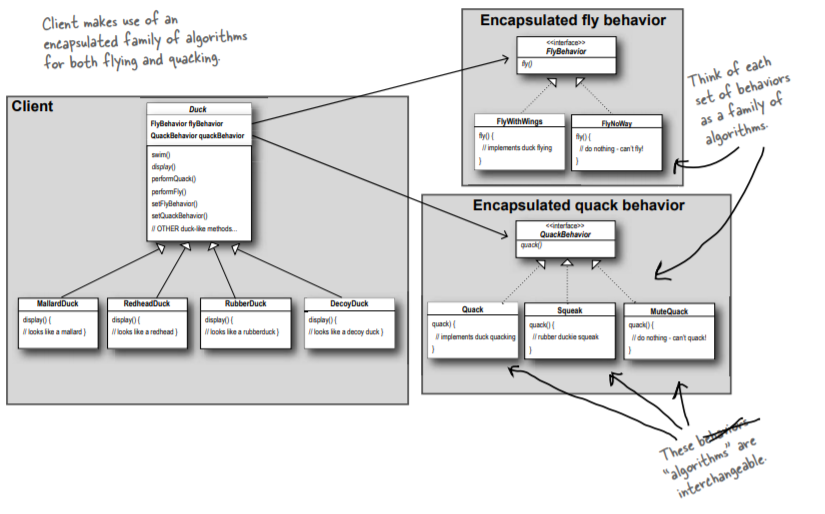 Client makes use of an
encapsulated family of algorithms
for both flying and quacking.
Client
Duck
FlyBehavior flyBehavior
QuackBehavior quackBehavior
swim()
display()
performQuack()
performFly()
setFlyBehavior()
setQuackBehavior()
// OTHER duck-like methods...
MallardDuck
display() {
// looks like a mallard }
RedheadDuck
display() {
// looks like a redhead }
RubberDuck
display() {
// looks like a rubberduck }
DecoyDuck
display() {
// looks like a decoy duck }
Encapsulated fly behavior
<<interface>>
FlyBehavior
fly()
FlyWithWings
fly() {
// implements duck flying
}
FlyNoWay
fly() {
// do nothing - can't fly!
}
Think of each
set of behaviors
as a family of
algorithms.
Encapsulated quack behavior
<<interface>>
QuackBehavior
quack()
Quack
quack) {
// implements duck quacking
}
Squeak
quack() {
// rubber duckie squeak
}
MuteQuack
quack() {
// do nothing - can't quack!
}
These behaviors
"algorithms" are
interchangeable.